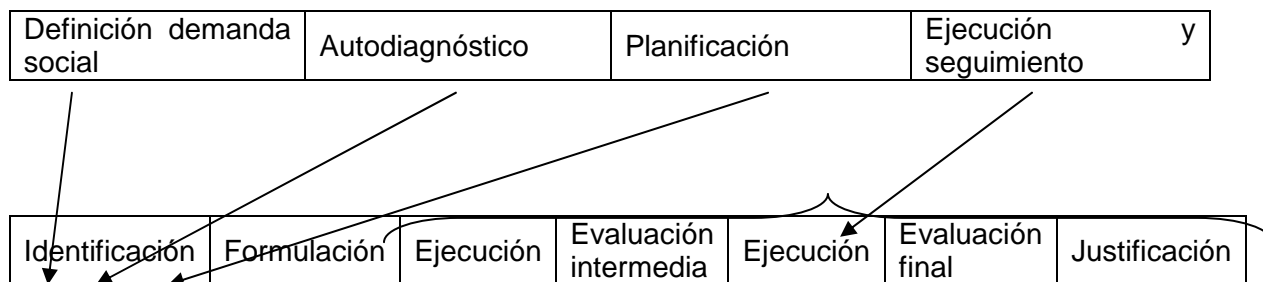 Definición demanda social
Autodiagnóstico
Planificación
Ejecución y seguimiento
Identificación
Formulación
Ejecución
Evaluación intermedia
Ejecución
Evaluación final
Justificación